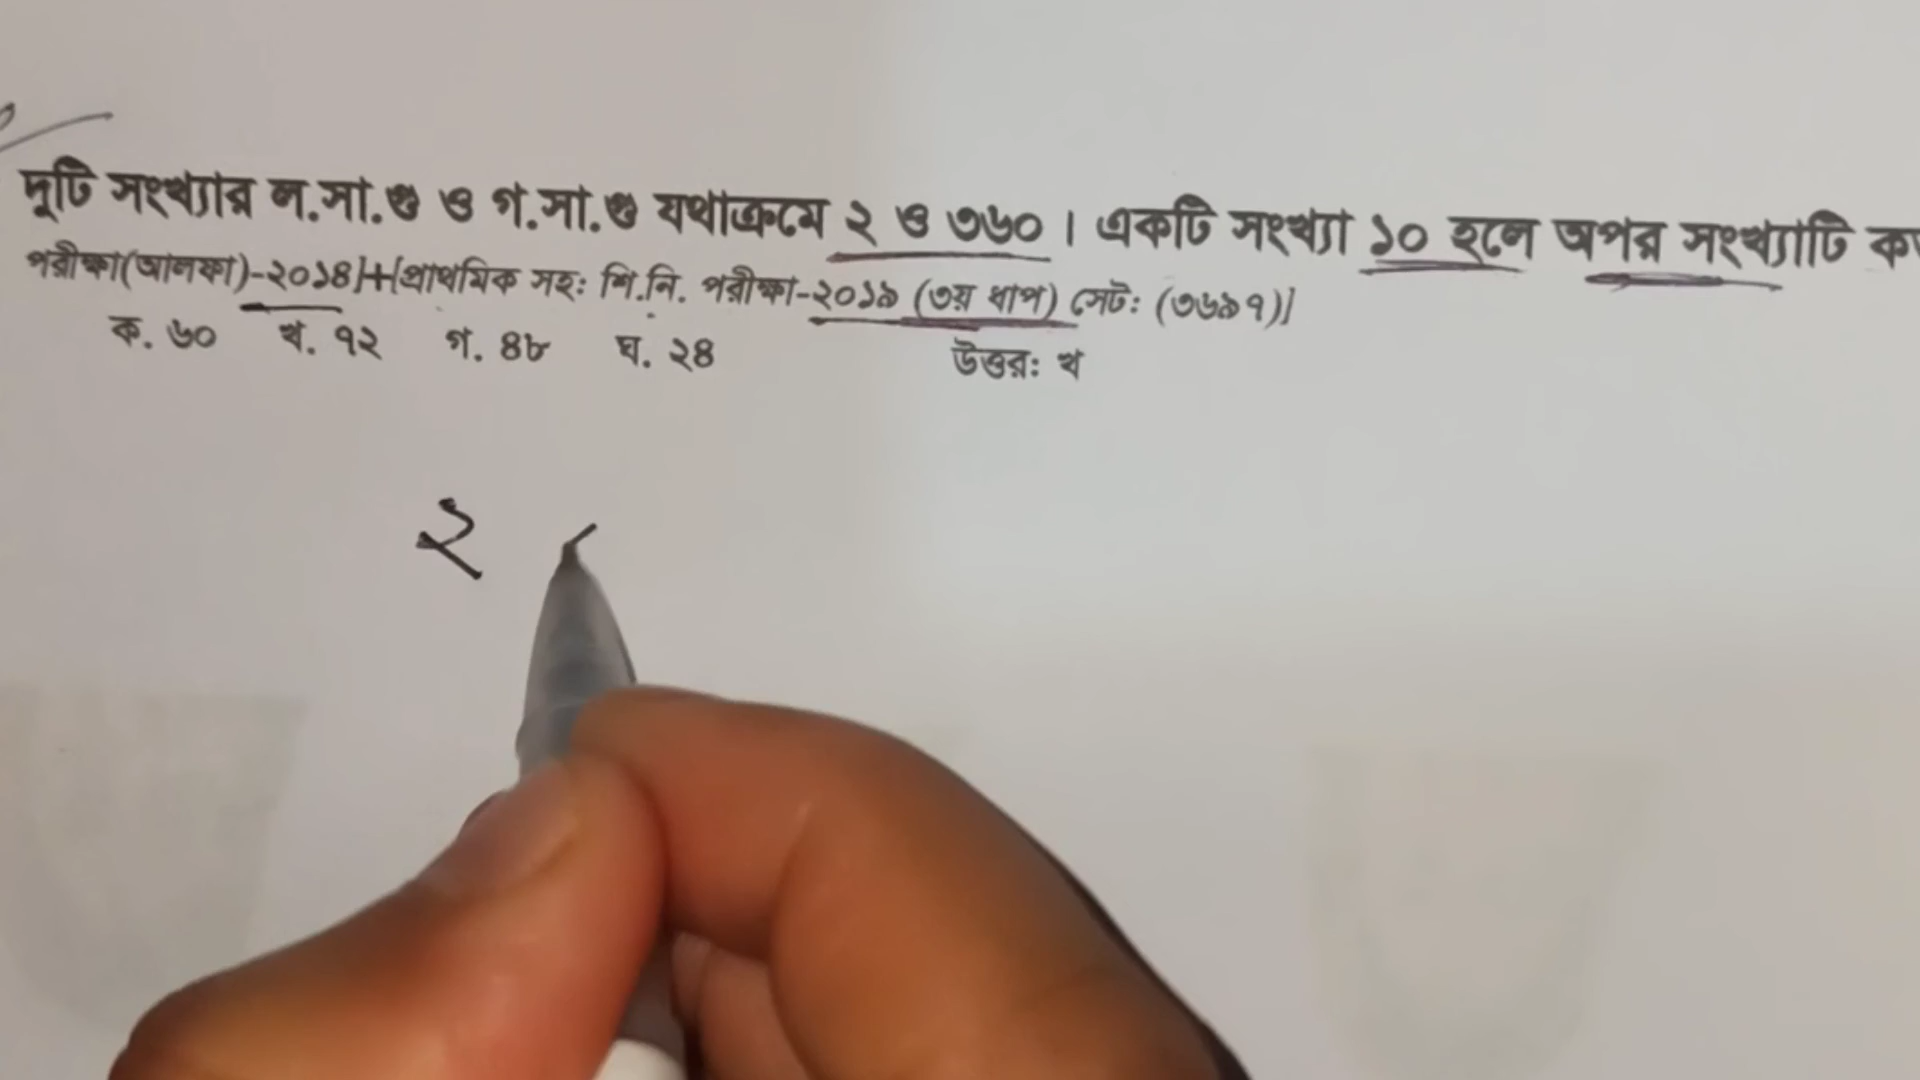 দুটি সংখ্যার ল.সা.গু ও গ.সা.গু যথাক্রমে ২ ও ৩৬০। একটি সংখ্যা ১০ হলে অপর সংখ্যাটি
পরীক্ষা(আলফা)-২০১৪]+[প্রাথমিক সহ: শি.নি. পরীক্ষা-২০১৯ (৩য় ধাপ) সেট: (৩৬৯৭)]
ক. ৬০ খ. ৭২ গ. ৪৮ ঘ. ২৪ উত্তর: খ
২